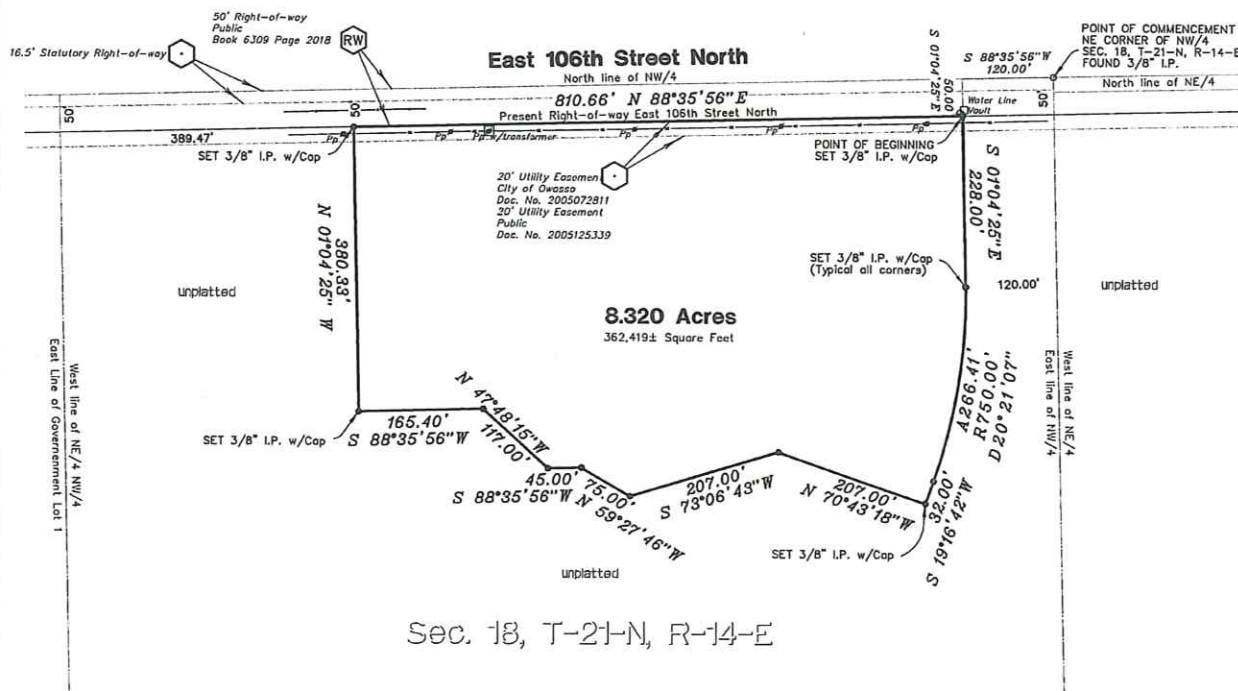 50' Right-of-way
Public
Book 6309 Page 2018
RW
16.5' Statutory Right-of-way
East 106th Street North
North line of NW/4
810.66' N 88°35'56"E
Present Right-of-way East 106th Street North
S 01°04'25"E
50.00'
S 88°35'56"W
120.00'
POINT OF COMMENCEMENT
NE CORNER OF NW/4
SEC. 18, T-21-N, R-14-E
FOUND 3/8" I.P.
North line of NE/4
50'
50'
50'
Water Line
Vault
389.47'
Pp
Pp
Pp w/transformer
Pp
Pp
Pp
SET 3/8" I.P. w/Cap
POINT OF BEGINNING
SET 3/8" I.P. w/Cap
20' Utility Easement
City of Owasso
Doc. No. 2005072811
20' Utility Easement
Public
Doc. No. 2005125339
S 01°04'25"E
228.00'
380.33'
N 01°04'25" W
SET 3/8" I.P. w/Cap
(Typical all corners)
120.00'
unplatted
unplatted
8.320 Acres
362,419± Square Feet
West line of NE/4 NW/4
East Line of Governenment Lot 1
West line of NE/4
East line of NW/4
A266.41'
R750.00'
D20°21'07"
SET 3/8" I.P. w/Cap
165.40'
S 88°35'56"W
N 47°48'15"W
117.00'
45.00'
S 88°35'56"W
75.00'
N 59°27'46"W
207.00'
S 73°06'43"W
207.00'
N 70°43'18"W
32.00'
S 19°16'42"W
SET 3/8" I.P. w/Cap
unplatted
Sec. 18, T-21-N, R-14-E